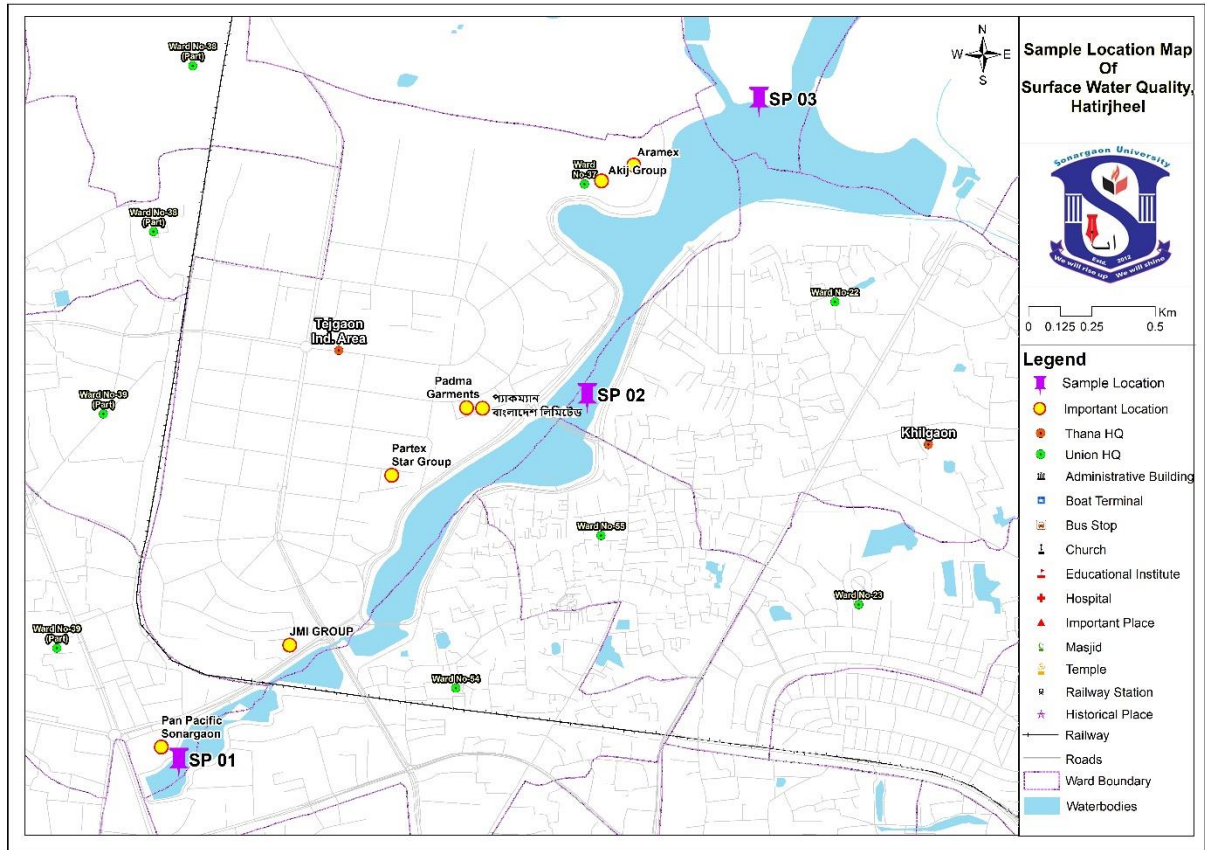 Sample Location Map
Of
Surface Water Quality,
Hatirjheel
Sonargaon University
Estd. 2012
We will rise up We will shine
Km
0 0.125 0.25 0.5
Legend
Sample Location
Important Location
Thana HQ
Union HQ
Administrative Building
Boat Terminal
Bus Stop
Church
Educational Institute
Hospital
Important Place
Masjid
Temple
Railway Station
Historical Place
Railway
Roads
Ward Boundary
Waterbodies
N
W E
S
Ward No-38
(Part)
SP 03
Aramex
Ward
No-37
Akij Group
Ward No-38
(Part)
Ward No-22
Tejgaon
Ind. Area
Padma
Garments
প্যাকম্যান
বাংলাদেশ লিমিটেড
SP 02
Ward No-39
(Part)
Khilgaon
Partex
Star Group
Ward No-55
Ward No-23
JMI GROUP
Ward No-39
(Part)
Ward No-54
Pan Pacific
Sonargaon
SP 01